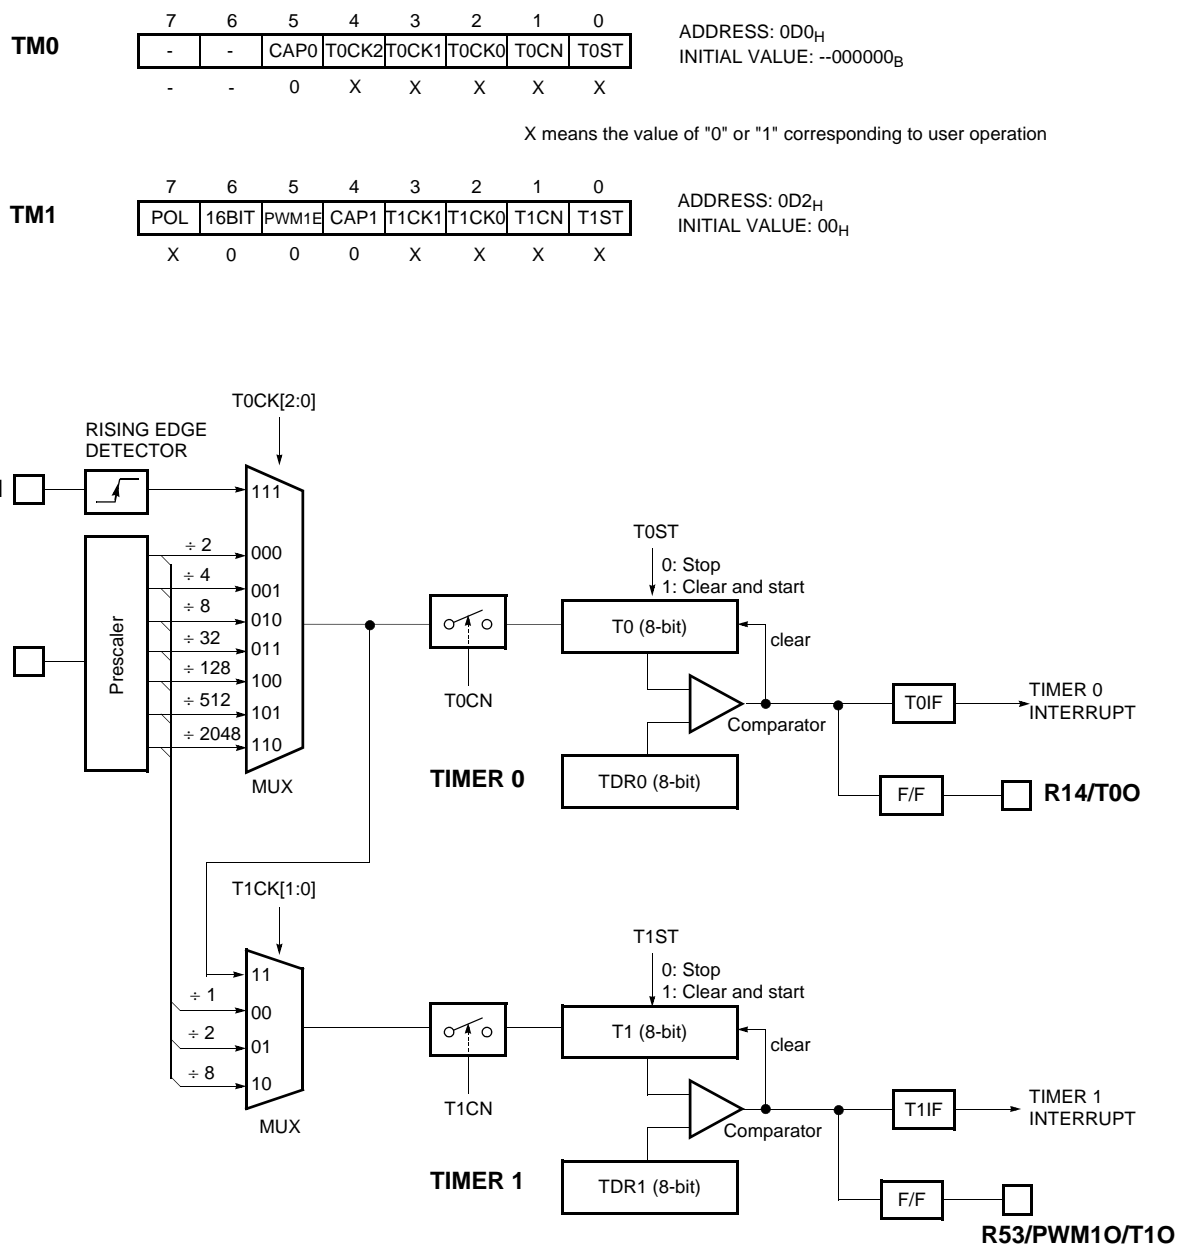 7 6 5 4 3 2 1 0
TM0
- - CAP0 T0CK2 T0CK1 T0CK0 T0CN T0ST
- - 0 X X X X X
ADDRESS: 0D0H
INITIAL VALUE: --000000B
X means the value of "0" or "1" corresponding to user operation
7 6 5 4 3 2 1 0
TM1
POL 16BIT PWM1E CAP1 T1CK1 T1CK0 T1CN T1ST
X 0 0 0 X X X X
ADDRESS: 0D2H
INITIAL VALUE: 00H
T0CK[2:0]
RISING EDGE
DETECTOR
111
Prescaler
÷ 2 000
÷ 4 001
÷ 8 010
÷ 32 011
÷ 128 100
÷ 512 101
÷ 2048 110
MUX
T0CN
TIMER 0
T0ST
0: Stop
1: Clear and start
T0 (8-bit)
clear
Comparator
TDR0 (8-bit)
T0IF
TIMER 0
INTERRUPT
F/F
R14/T0O
T1CK[1:0]
11
÷ 1 00
÷ 2 01
÷ 8 10
MUX
T1CN
TIMER 1
T1ST
0: Stop
1: Clear and start
T1 (8-bit)
clear
Comparator
TDR1 (8-bit)
T1IF
TIMER 1
INTERRUPT
F/F
R53/PWM1O/T1O